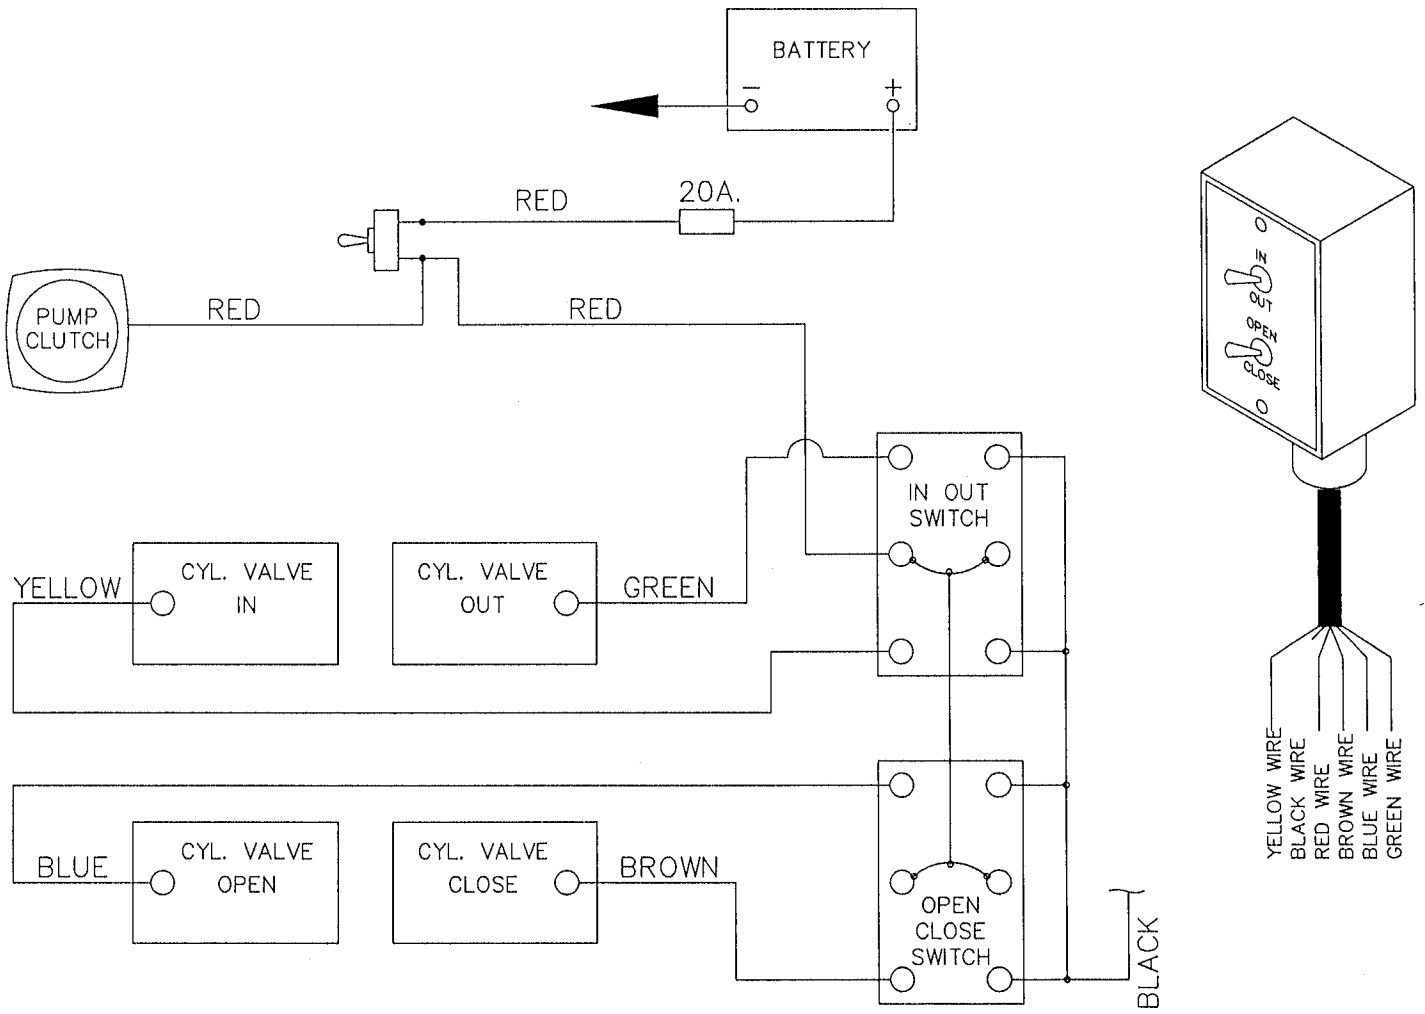 BATTERY
−
+
20A.
RED
RED
RED
PUMP
CLUTCH
IN
OUT
OPEN
CLOSE
IN OUT
SWITCH
CYL. VALVE
IN
CYL. VALVE
OUT
YELLOW
GREEN
CYL. VALVE
OPEN
CYL. VALVE
CLOSE
BLUE
BROWN
OPEN
CLOSE
SWITCH
BLACK
YELLOW WIRE
BLACK WIRE
RED WIRE
BROWN WIRE
BLUE WIRE
GREEN WIRE